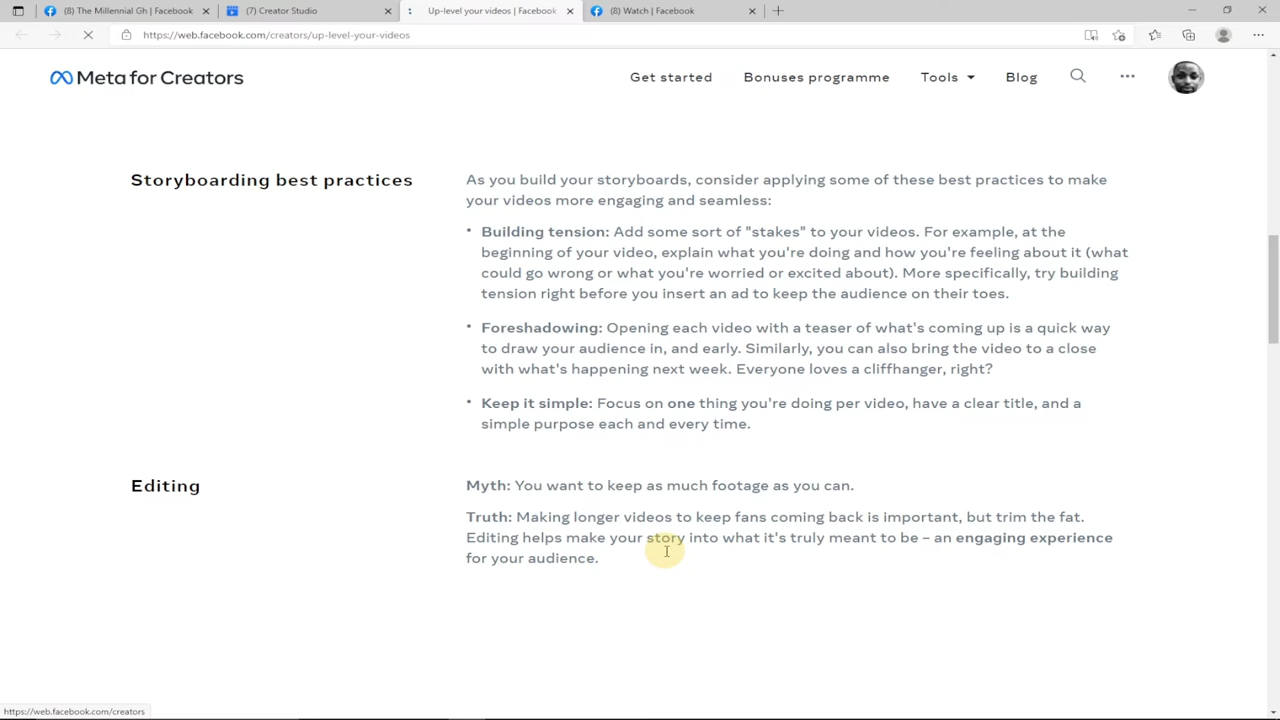 (8) The Millennial Gh | Facebook
(7) Creator Studio
Up-level your videos | Facebook
(8) Watch | Facebook
https://web.facebook.com/creators/up-level-your-videos
Meta for Creators
Get started
Bonuses programme
Tools
Blog
Storyboarding best practices
As you build your storyboards, consider applying some of these best practices to make
your videos more engaging and seamless:
• Building tension: Add some sort of "stakes" to your videos. For example, at the
beginning of your video, explain what you're doing and how you're feeling about it (what
could go wrong or what you're worried or excited about). More specifically, try building
tension right before you insert an ad to keep the audience on their toes.
• Foreshadowing: Opening each video with a teaser of what's coming up is a quick way
to draw your audience in, and early. Similarly, you can also bring the video to a close
with what's happening next week. Everyone loves a cliffhanger, right?
• Keep it simple: Focus on one thing you're doing per video, have a clear title, and a
simple purpose each and every time.
Editing
Myth: You want to keep as much footage as you can.
Truth: Making longer videos to keep fans coming back is important, but trim the fat.
Editing helps make your story into what it's truly meant to be – an engaging experience
for your audience.
https://web.facebook.com/creators